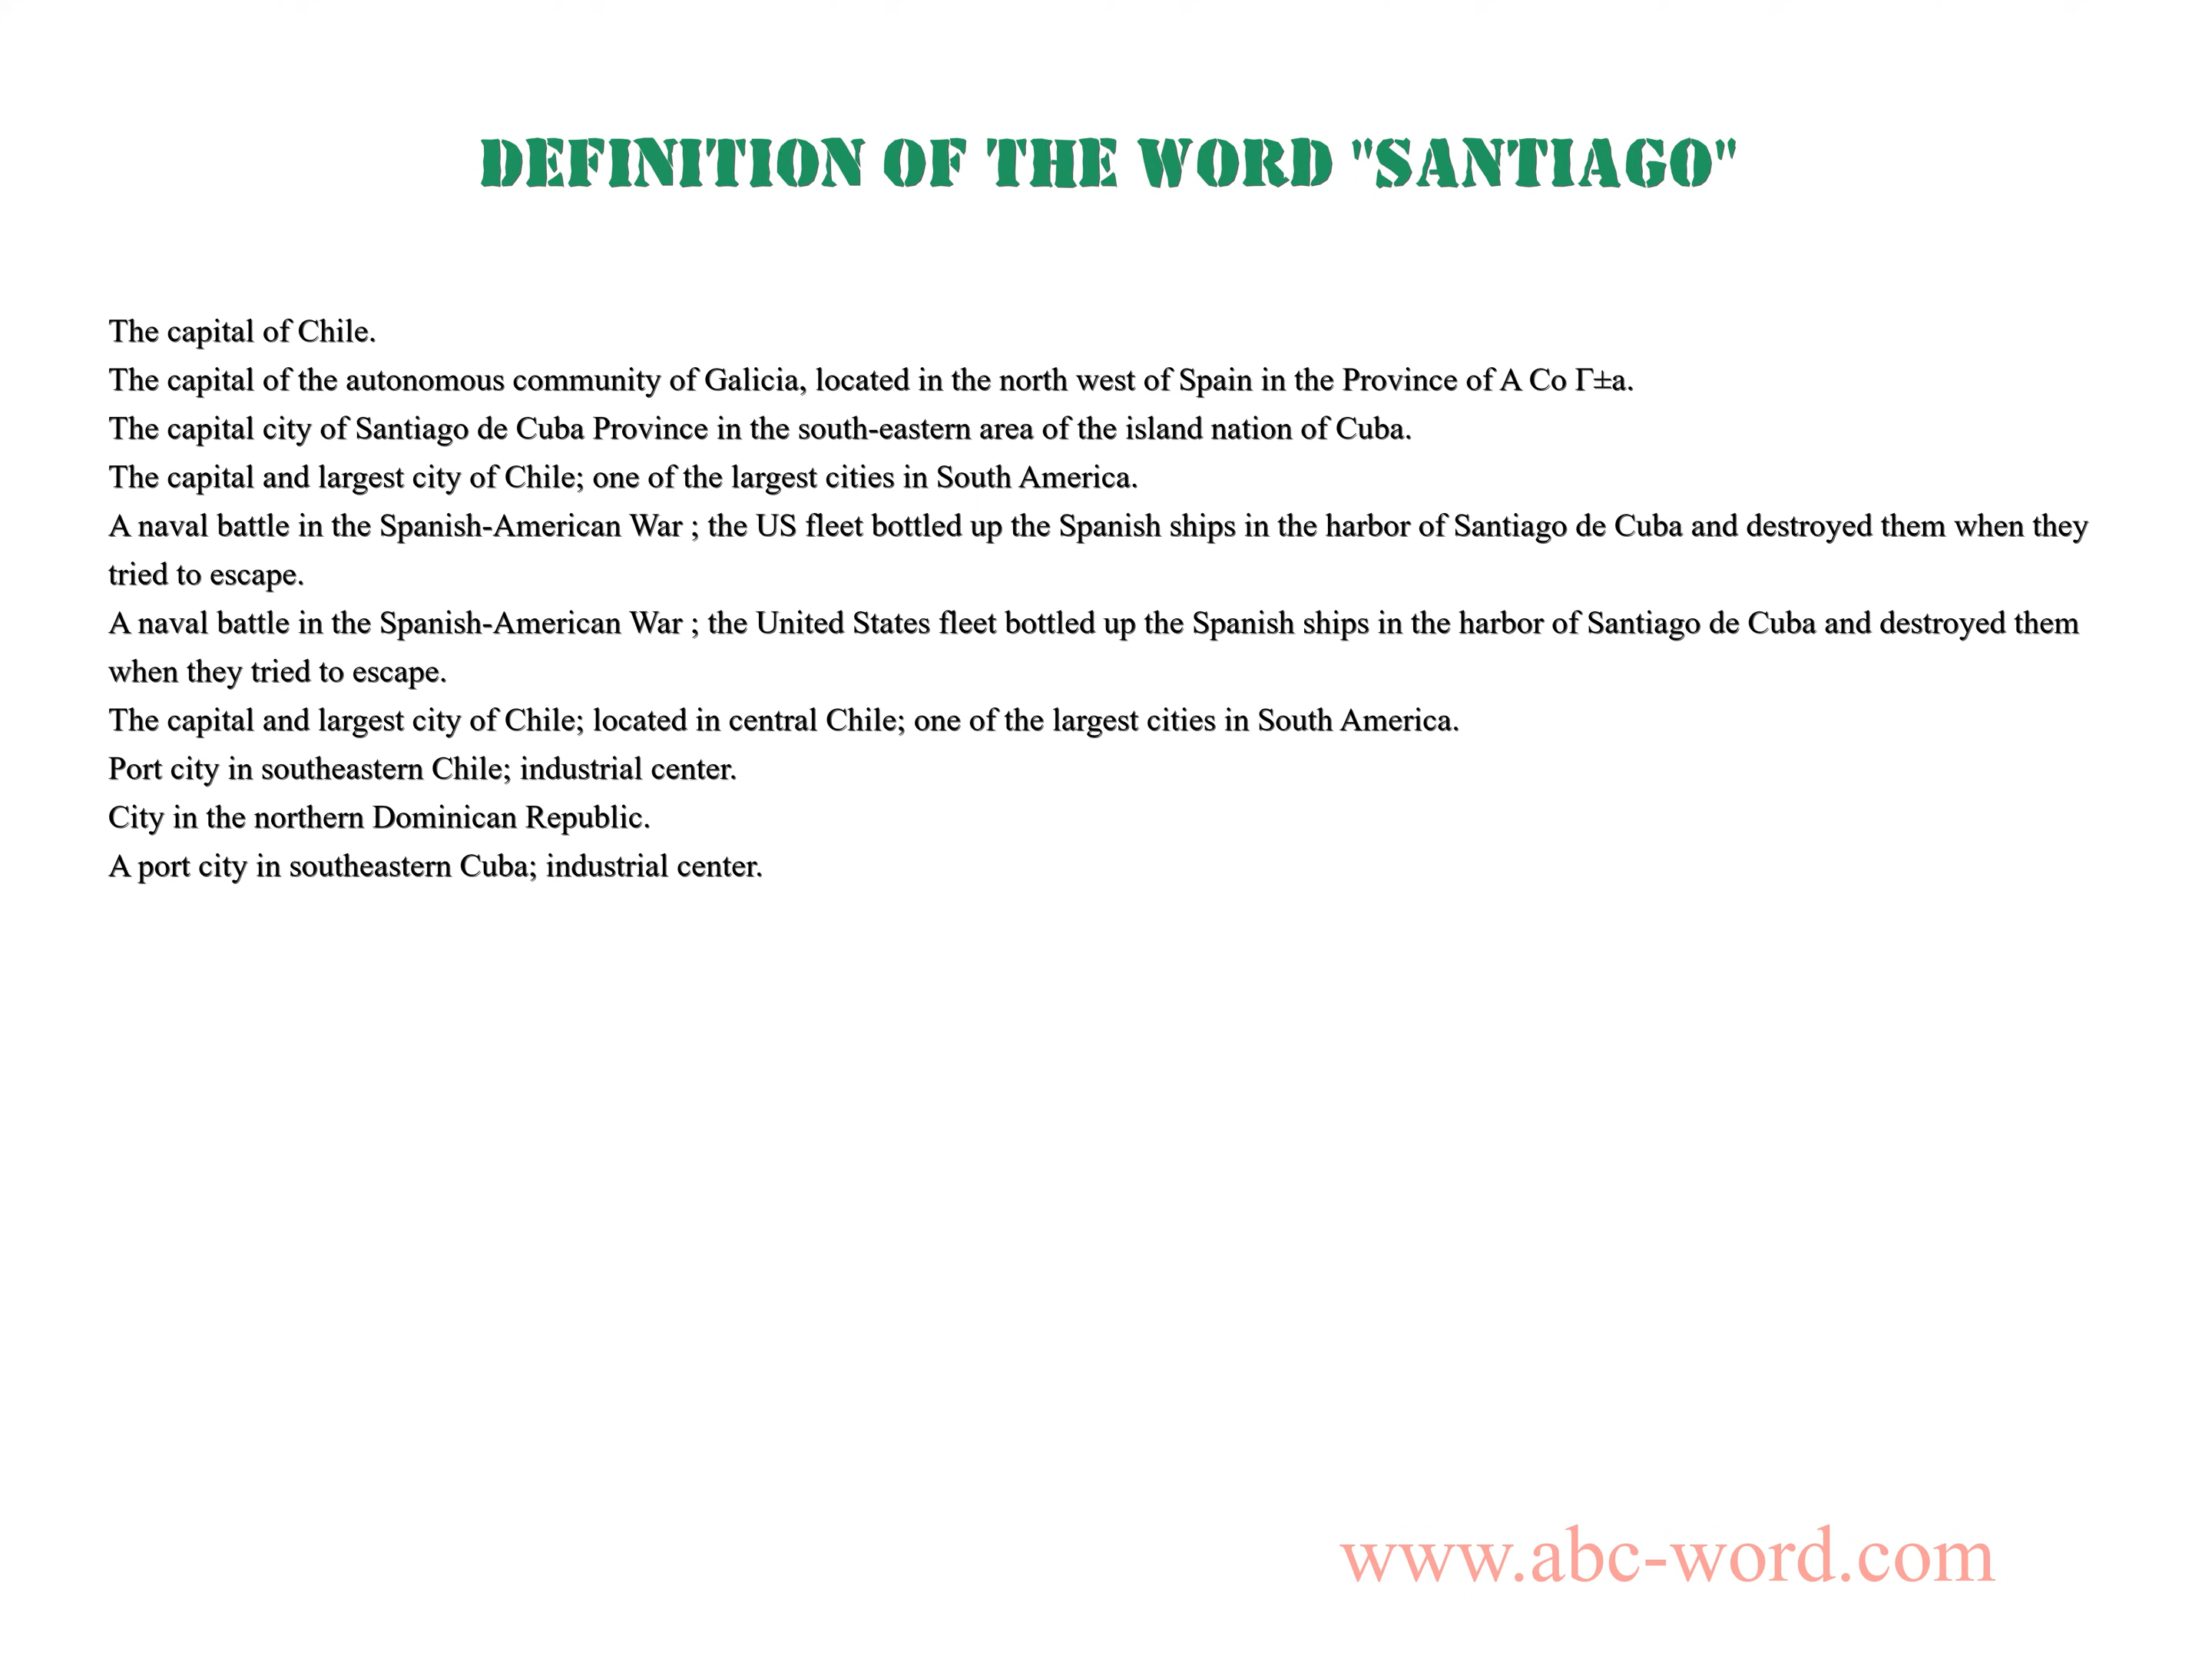 DEFINITION OF THE WORD "SANTIAGO"
The capital of Chile.
The capital of the autonomous community of Galicia, located in the north west of Spain in the Province of A Co Г±a.
The capital city of Santiago de Cuba Province in the south-eastern area of the island nation of Cuba.
The capital and largest city of Chile; one of the largest cities in South America.
A naval battle in the Spanish-American War ; the US fleet bottled up the Spanish ships in the harbor of Santiago de Cuba and destroyed them when they
tried to escape.
A naval battle in the Spanish-American War ; the United States fleet bottled up the Spanish ships in the harbor of Santiago de Cuba and destroyed them
when they tried to escape.
The capital and largest city of Chile; located in central Chile; one of the largest cities in South America.
Port city in southeastern Chile; industrial center.
City in the northern Dominican Republic.
A port city in southeastern Cuba; industrial center.
www.abc-word.com